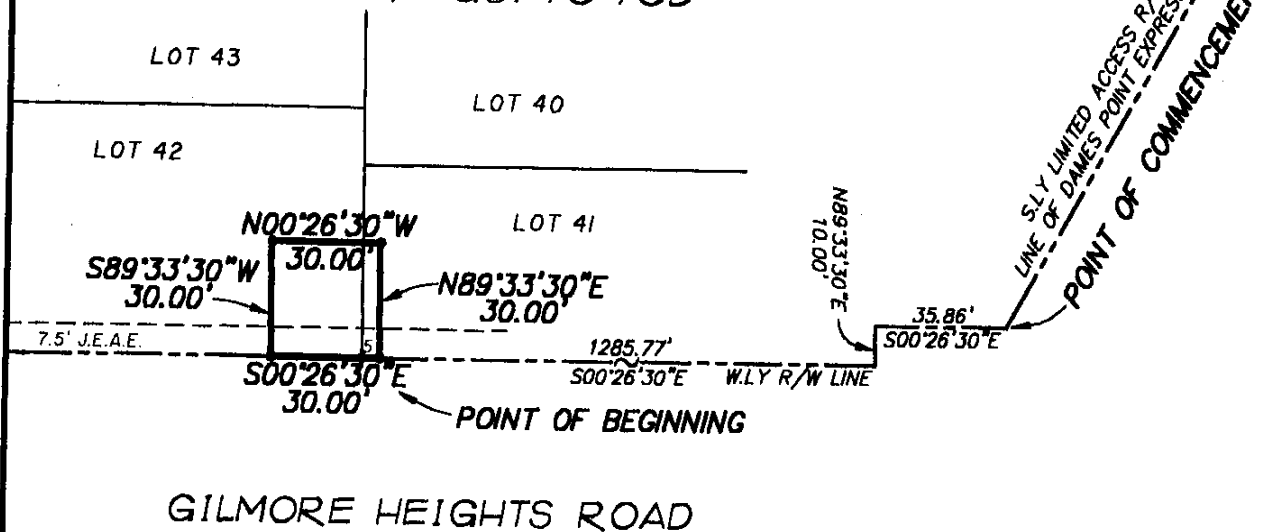 LOT 43
LOT 40
LOT 42
LOT 41
N00°26'30"W
30.00'
S89°33'30"W
30.00'
N89°33'30"E
30.00'
7.5' J.E.A.E.
5'
S00°26'30"E
30.00'
POINT OF BEGINNING
1285.77'
S00°26'30"E
W.LY R/W LINE
N89°33'30"E
10.00'
35.86'
S00°26'30"E
S.LY LIMITED ACCESS R/
LINE OF DAMES POINT EXPRES
POINT OF COMMENCEME
GILMORE HEIGHTS ROAD